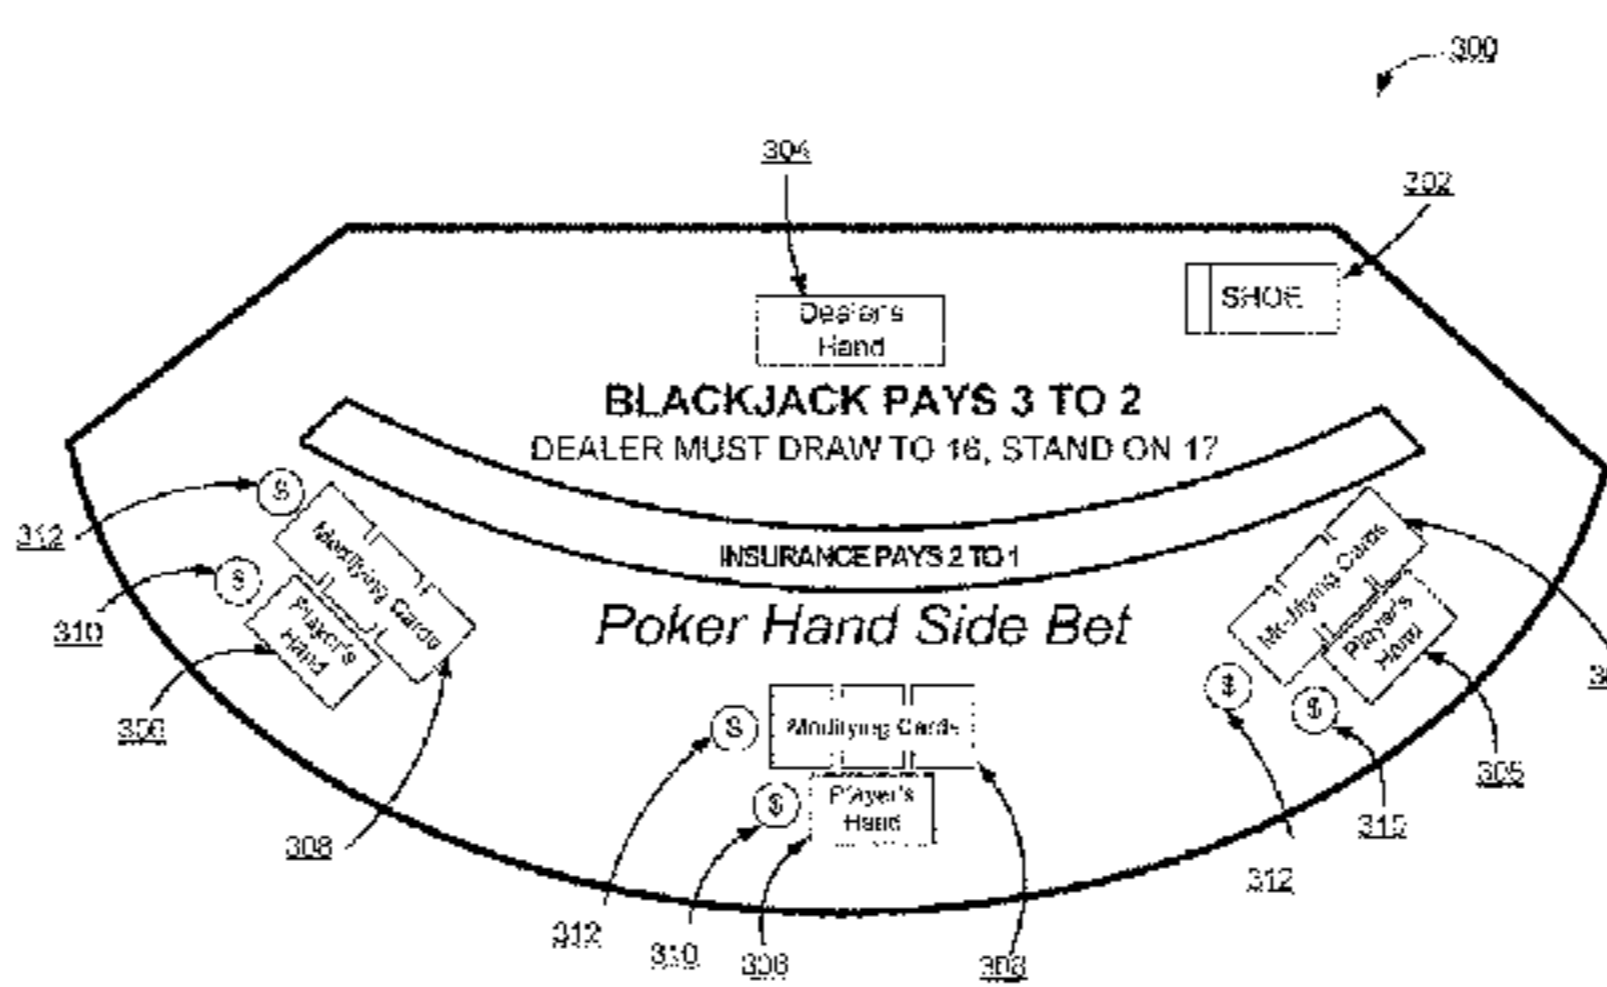 300
304
302
SHOE
Dealer's
Hand
BLACKJACK PAYS 3 TO 2
DEALER MUST DRAW TO 16, STAND ON 17
INSURANCE PAYS 2 TO 1
Poker Hand Side Bet
312
$
Modifying Cards
310
$
Player's
Hand
306
308
$
Modifying Cards
$
Player's
Hand
312
310
306
308
Modifying Cards
Player's
Hand
$
$
312